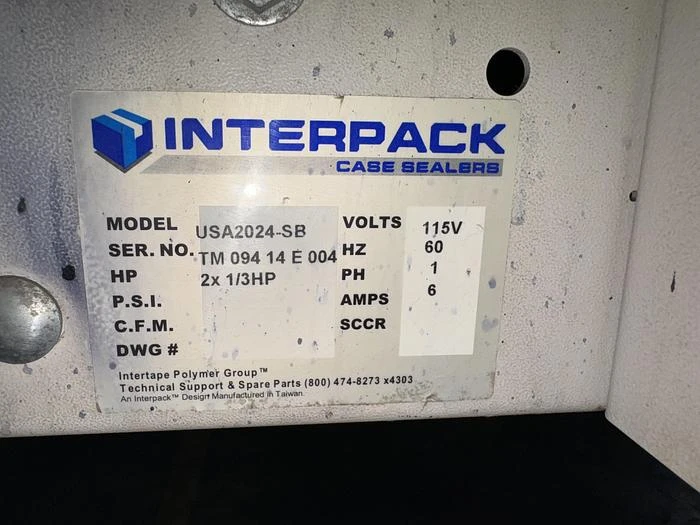 INTERPACK
CASE SEALERS
MODEL USA2024-SB VOLTS 115V
SER. NO. TM 094 14 E 004 HZ 60
HP 2x 1/3HP PH 1
P.S.I. AMPS 6
C.F.M. SCCR
DWG #
Intertape Polymer Group™
Technical Support & Spare Parts (800) 474-8273 x4303
An Interpack™ Design Manufactured in Taiwan.